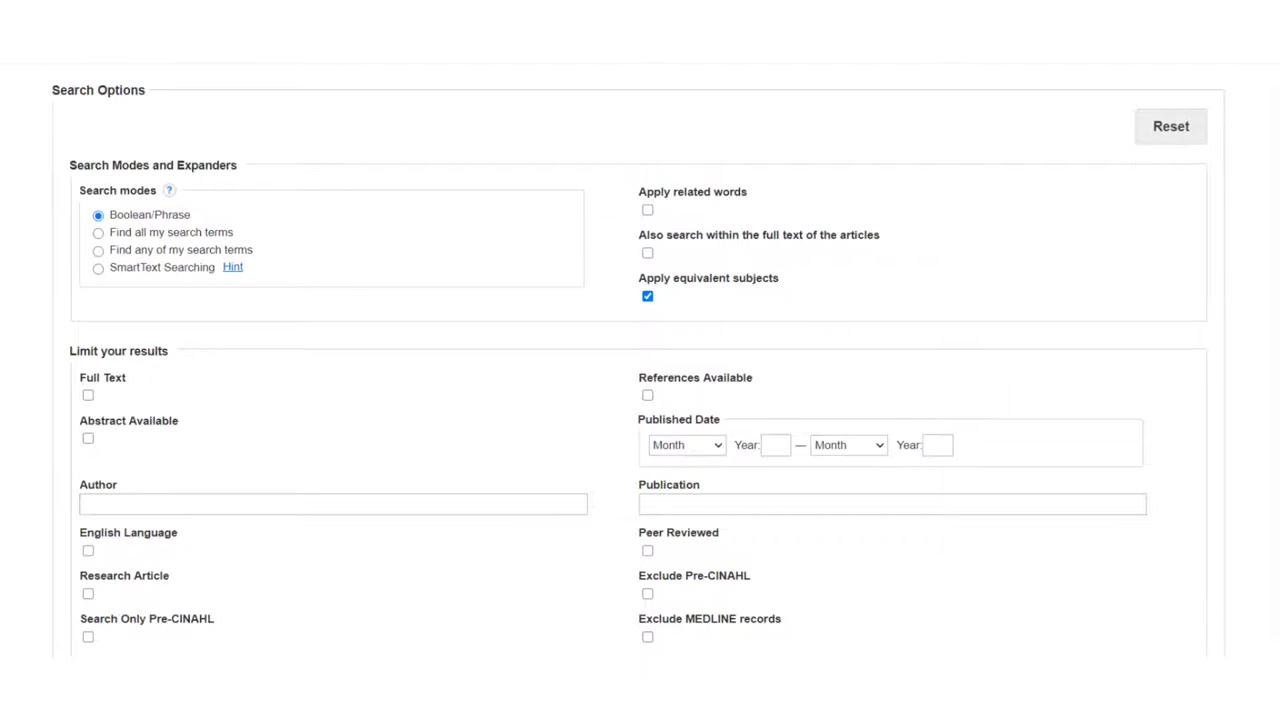 Search Options
Reset
Search Modes and Expanders
Search modes ?
Boolean/Phrase
Find all my search terms
Find any of my search terms
SmartText Searching Hint
Apply related words
Also search within the full text of the articles
Apply equivalent subjects
Limit your results
Full Text
References Available
Abstract Available
Published Date
Month Year: — Month Year:
Author
Publication
English Language
Peer Reviewed
Research Article
Exclude Pre-CINAHL
Search Only Pre-CINAHL
Exclude MEDLINE records